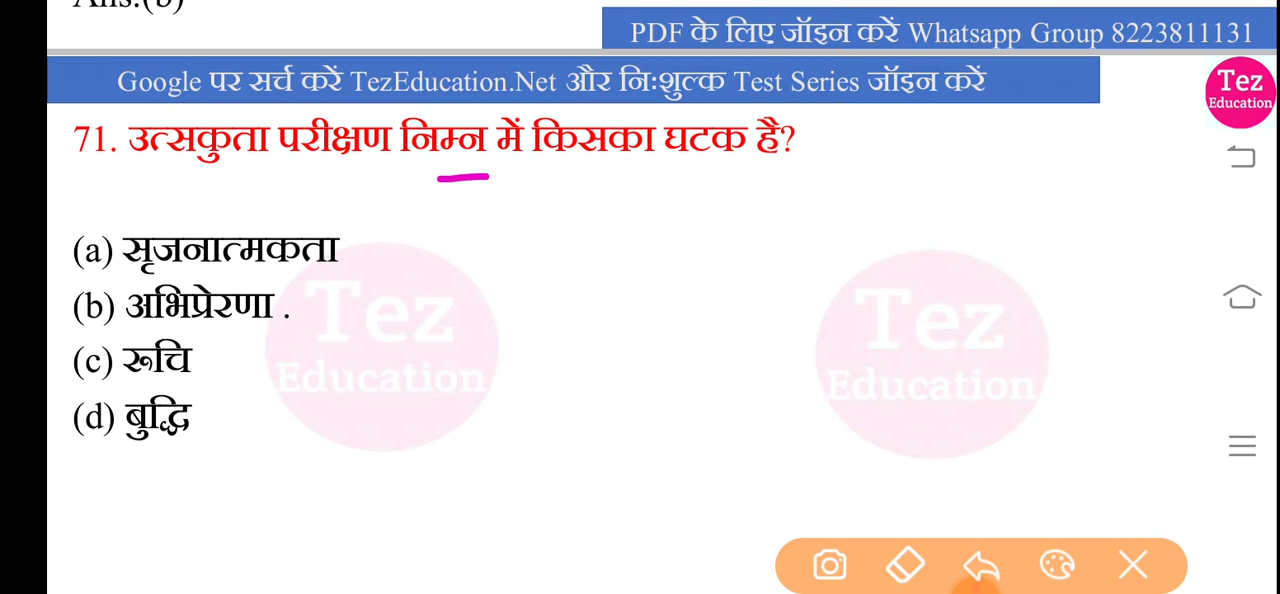 Ans.(b)
PDF के लिए जॉइन करें Whatsapp Group 8223811131
Google पर सर्च करें TezEducation.Net और निःशुल्क Test Series जॉइन करें
Tez
Education
71. उत्सकुता परीक्षण निम्न में किसका घटक है?
(a) सृजनात्मकता
(b) अभिप्रेरणा .
(c) रूचि
(d) बुद्धि
Tez
Education
Tez
Education